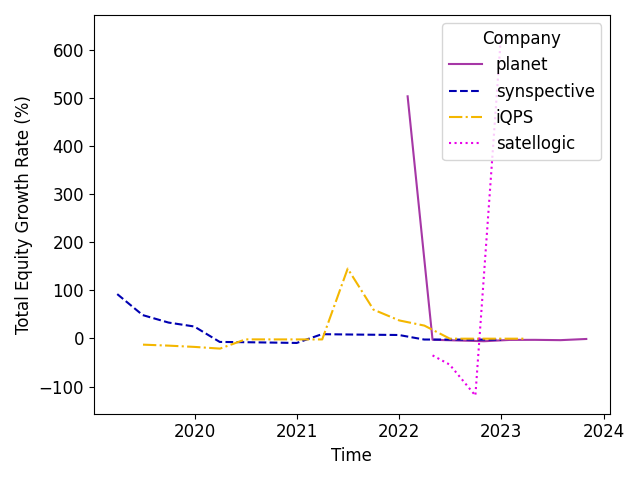 Company
planet
synspective
iQPS
satellogic
Total Equity Growth Rate (%)
600
500
400
300
200
100
0
−100
2020
2021
2022
2023
2024
Time